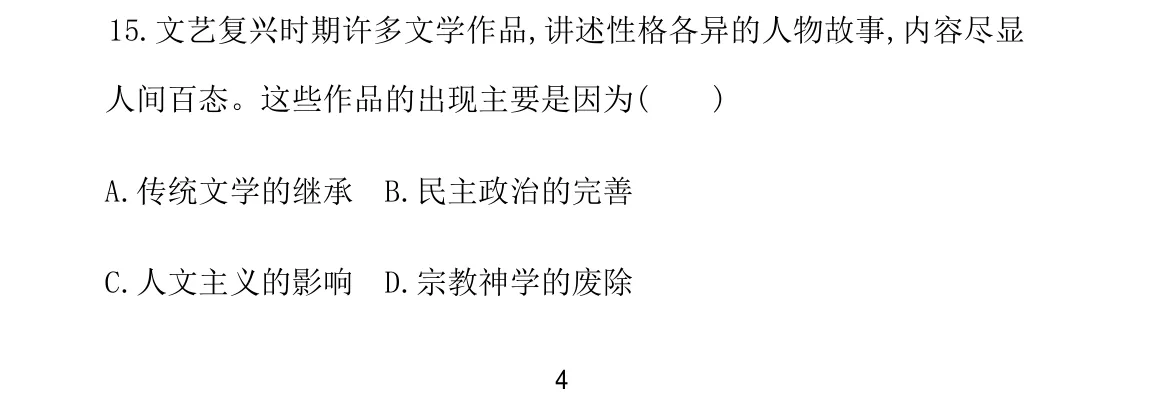 15.文艺复兴时期许多文学作品,讲述性格各异的人物故事,内容尽显
人间百态。这些作品的出现主要是因为(　　)
A.传统文学的继承　B.民主政治的完善
C.人文主义的影响　D.宗教神学的废除
4